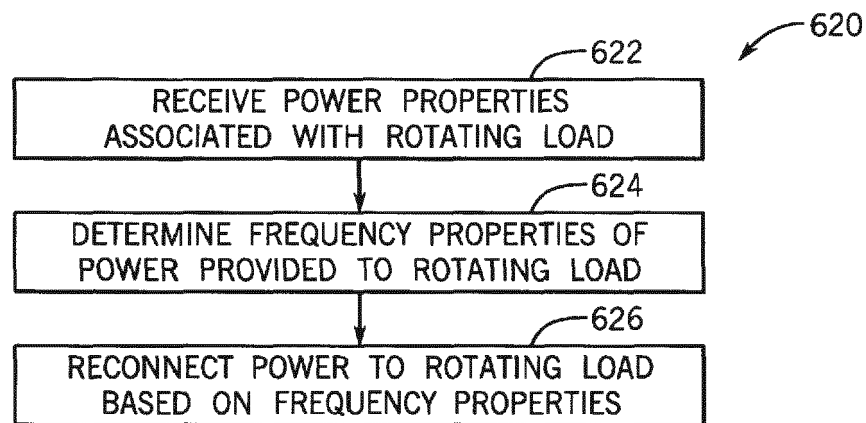 620
622
RECEIVE POWER PROPERTIES
ASSOCIATED WITH ROTATING LOAD
624
DETERMINE FREQUENCY PROPERTIES OF
POWER PROVIDED TO ROTATING LOAD
626
RECONNECT POWER TO ROTATING LOAD
BASED ON FREQUENCY PROPERTIES